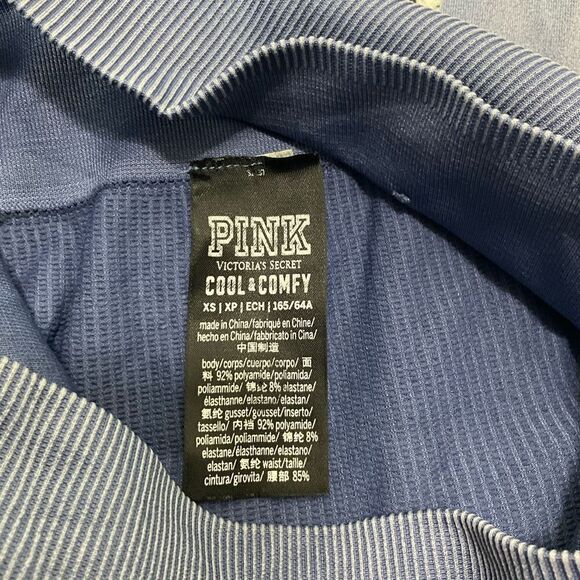 PINK
VICTORIA'S SECRET
COOL & COMFY
XS | XP | ECH | 165/64A
made in China/fabriqué en Chine/
hecho en China/fabbricato in Cina/
中国制造
body/corps/cuerpo/corpo/ 面
料 92% polyamide/poliamida/
poliammide/ 锦纶 8% elastane/
élasthanne/elastano/elastan/
氨纶 gusset/gousset/inserto/
tassello/ 内裆 92% polyamide/
poliamida/poliammide/ 锦纶 8%
elastane/élasthanne/elastano/
elastan/ 氨纶 waist/taille/
cintura/girovita/ 腰部 85%